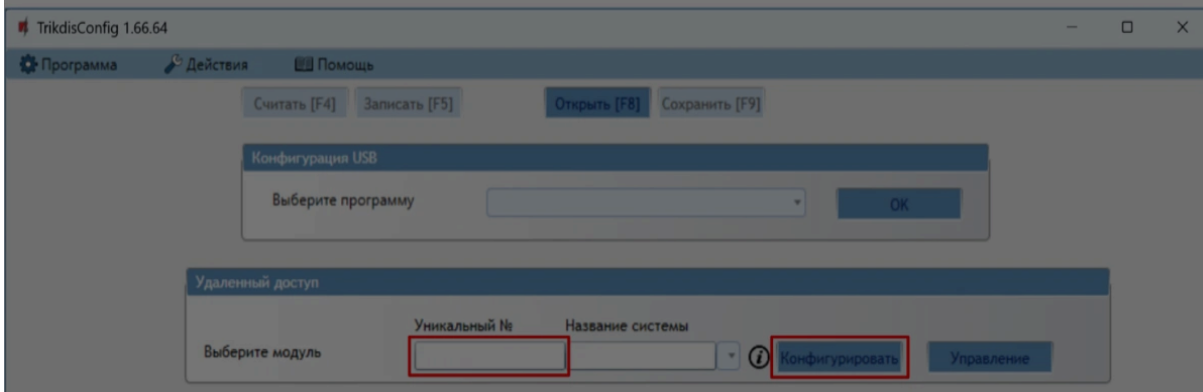 TrikdisConfig 1.66.64
Программа Действия Помощь
Считать [F4] Записать [F5] Открыть [F8] Сохранить [F9]
Конфигурация USB
Выберите программу OK
Удаленный доступ
Уникальный № Название системы
Выберите модуль Конфигурировать Управление